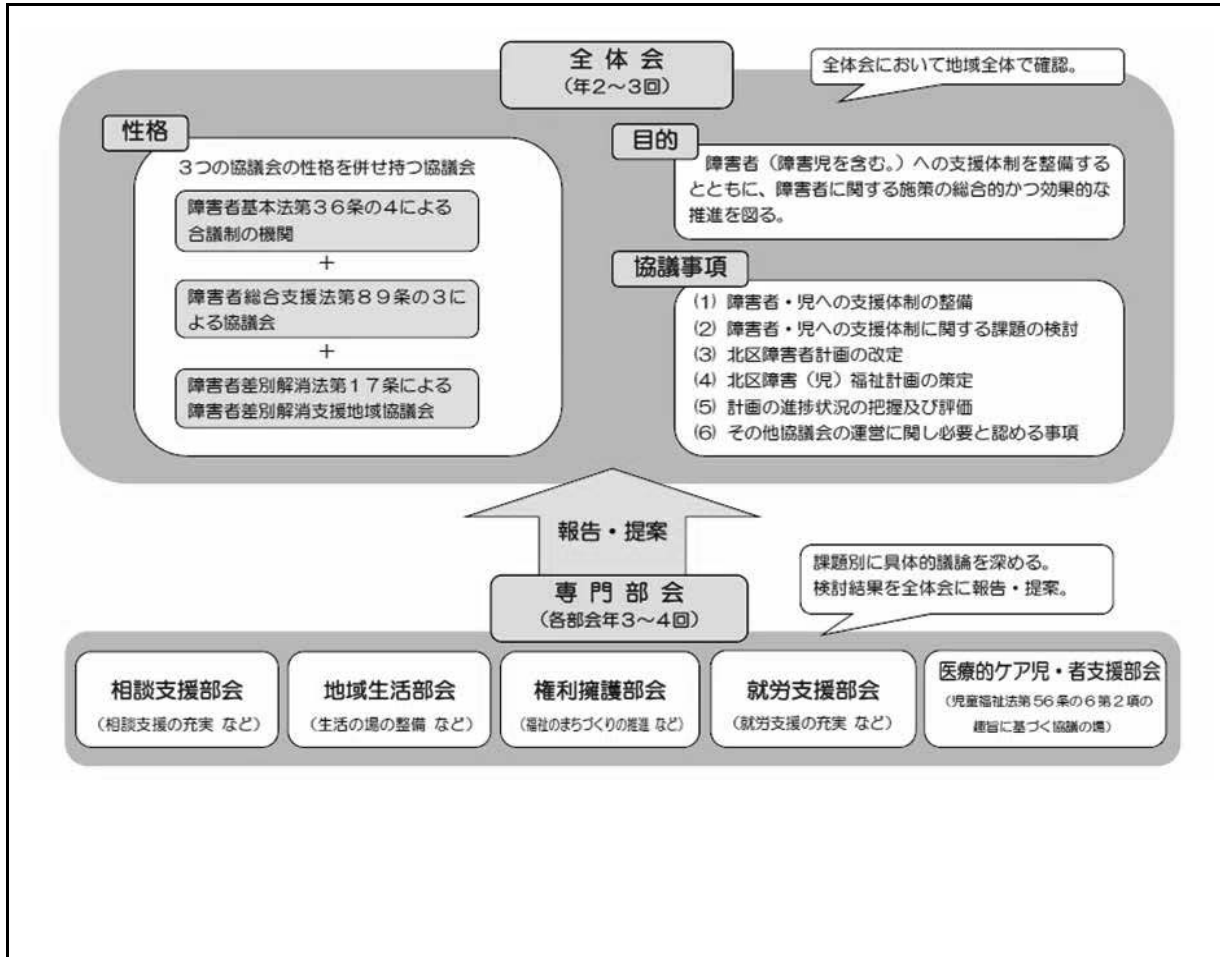 全体会
（年２～３回）
全体会において地域全体で確認。
性格
３つの協議会の性格を併せ持つ協議会
障害者基本法第３６条の４による
合議制の機関
＋
障害者総合支援法第８９条の３に
よる協議会
＋
障害者差別解消法第１７条による
障害者差別解消支援地域協議会
目的
障害者（障害児を含む。）への支援体制を整備する
とともに、障害者に関する施策の総合的かつ効果的な
推進を図る。
協議事項
(1) 障害者・児への支援体制の整備
(2) 障害者・児への支援体制に関する課題の検討
(3) 北区障害者計画の改定
(4) 北区障害（児）福祉計画の策定
(5) 計画の進捗状況の把握及び評価
(6) その他協議会の運営に関し必要と認める事項
報告・提案
専門部会
（各部会年３～４回）
課題別に具体的議論を深める。
検討結果を全体会に報告・提案。
相談支援部会
（相談支援の充実 など）
地域生活部会
（生活の場の整備 など）
権利擁護部会
（福祉のまちづくりの推進 など）
就労支援部会
（就労支援の充実 など）
医療的ケア児・者支援部会
（児童福祉法第５６条の６第２項の
趣旨に基づく協議の場）